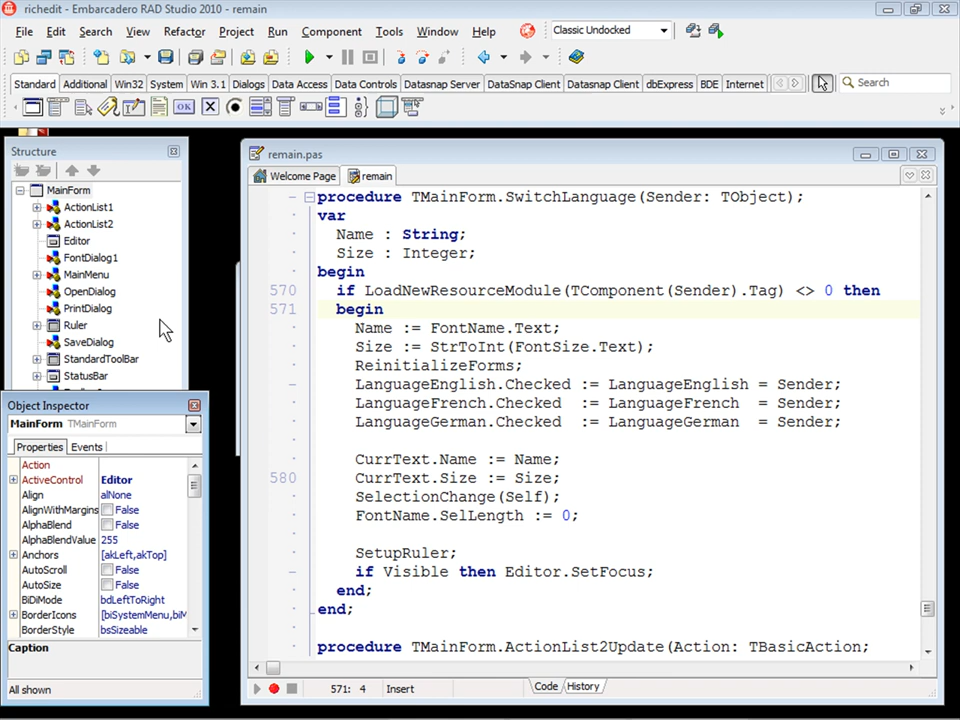 richedit - Embarcadero RAD Studio 2010 - remain
File Edit Search View Refactor Project Run Component Tools Window Help
Classic Undocked
Standard Additional Win32 System Win 3.1 Dialogs Data Access Data Controls Datasnap Server DataSnap Client Datasnap Client dbExpress BDE Internet
Search
OK
Structure
MainForm
ActionList1
ActionList2
Editor
FontDialog1
MainMenu
OpenDialog
PrintDialog
Ruler
SaveDialog
StandardToolBar
StatusBar
Object Inspector
MainForm TMainForm
Properties Events
Action
ActiveControl Editor
Align alNone
AlignWithMargins False
AlphaBlend False
AlphaBlendValue 255
Anchors [akLeft,akTop]
AutoScroll False
AutoSize False
BiDiMode bdLeftToRight
BorderIcons [biSystemMenu,biM
BorderStyle bsSizeable
Caption
All shown
remain.pas
Welcome Page remain
procedure TMainForm.SwitchLanguage(Sender: TObject);
var
Name : String;
Size : Integer;
begin
570 if LoadNewResourceModule(TComponent(Sender).Tag) <> 0 then
571 begin
Name := FontName.Text;
Size := StrToInt(FontSize.Text);
ReinitializeForms;
LanguageEnglish.Checked := LanguageEnglish = Sender;
LanguageFrench.Checked := LanguageFrench = Sender;
LanguageGerman.Checked := LanguageGerman = Sender;
CurrText.Name := Name;
580 CurrText.Size := Size;
SelectionChange(Self);
FontName.SelLength := 0;
SetupRuler;
if Visible then Editor.SetFocus;
end;
end;
procedure TMainForm.ActionList2Update(Action: TBasicAction;
571: 4 Insert Code History